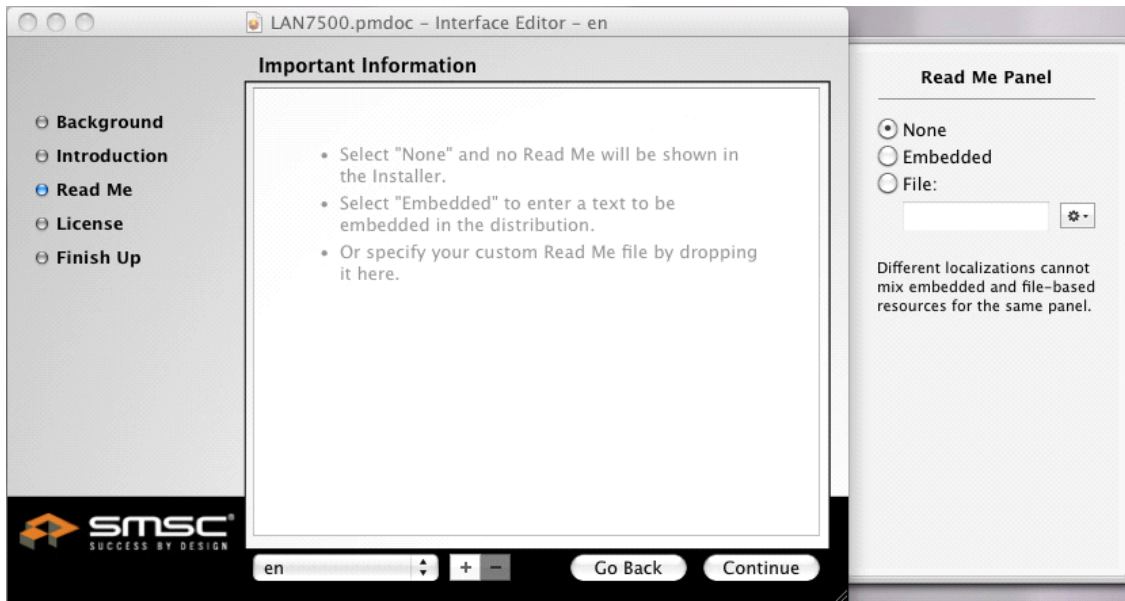 LAN7500.pmdoc – Interface Editor – en
Important Information
Background
Introduction
Read Me
License
Finish Up
• Select "None" and no Read Me will be shown in
the Installer.
• Select "Embedded" to enter a text to be
embedded in the distribution.
• Or specify your custom Read Me file by dropping
it here.
smsc®
SUCCESS BY DESIGN
en
+ −
Go Back
Continue
Read Me Panel
None
Embedded
File:
Different localizations cannot
mix embedded and file-based
resources for the same panel.